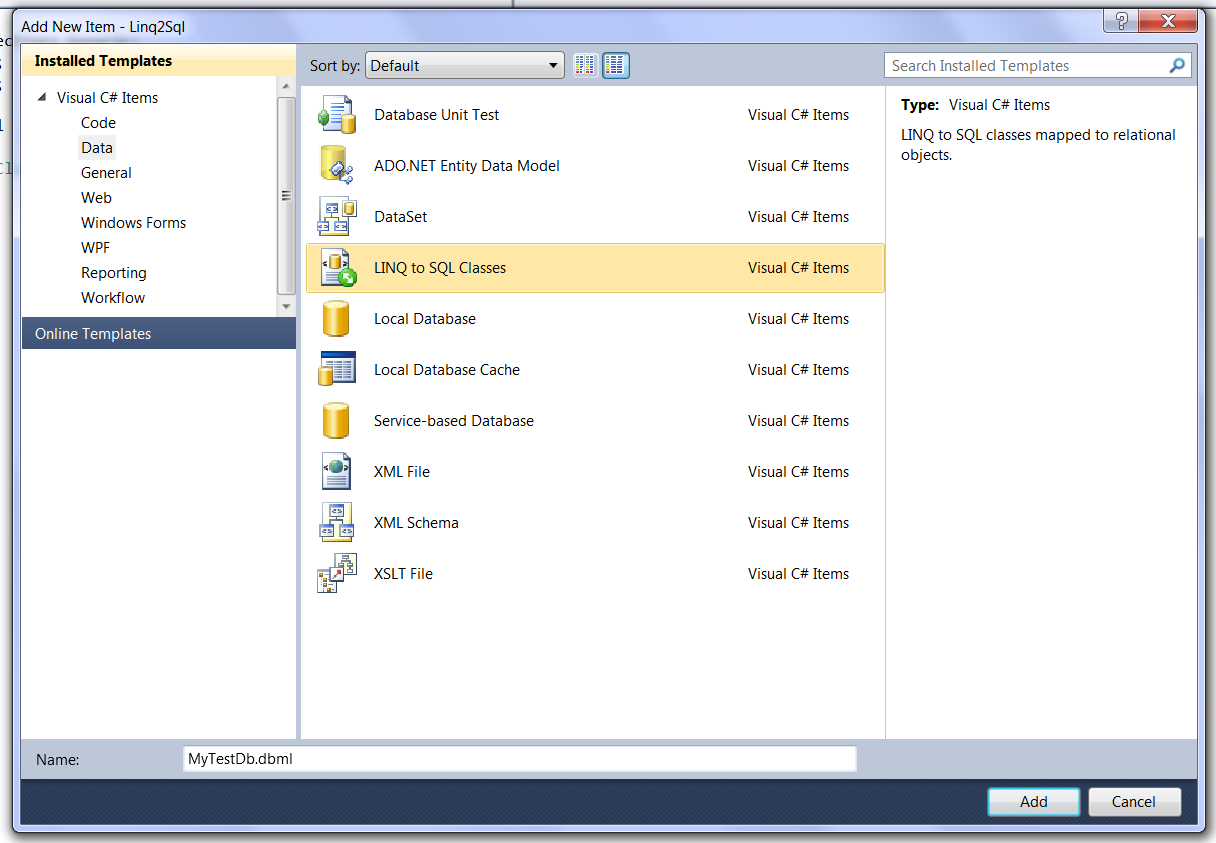 Add New Item - Linq2Sql
Installed Templates
Visual C# Items
Code
Data
General
Web
Windows Forms
WPF
Reporting
Workflow
Online Templates
Sort by: Default
Search Installed Templates
Database Unit Test Visual C# Items
ADO.NET Entity Data Model Visual C# Items
DataSet Visual C# Items
LINQ to SQL Classes Visual C# Items
Local Database Visual C# Items
Local Database Cache Visual C# Items
Service-based Database Visual C# Items
XML File Visual C# Items
XML Schema Visual C# Items
XSLT File Visual C# Items
Type: Visual C# Items
LINQ to SQL classes mapped to relational
objects.
Name: MyTestDb.dbml
Add Cancel